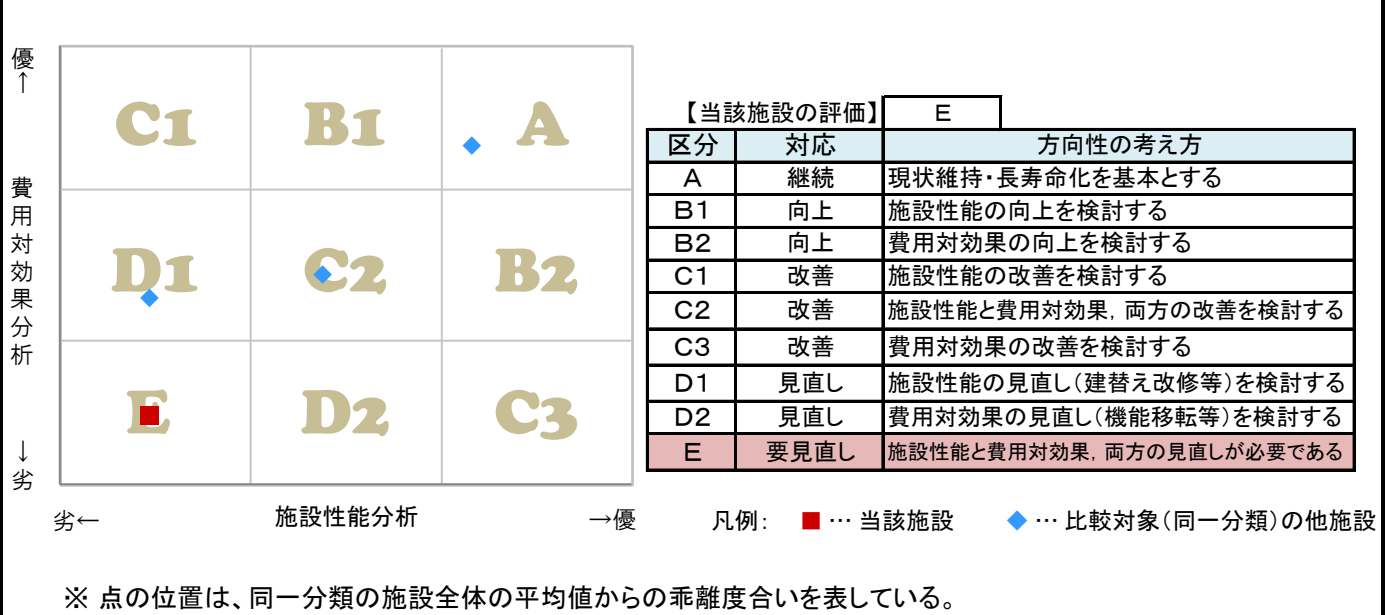 優
↑
費用対効果分析
↓
劣
C1 B1 A
D1 C2 B2
E D2 C3
劣← 施設性能分析 →優
【当該施設の評価】 E
区分 対応 方向性の考え方
A 継続 現状維持・長寿命化を基本とする
B1 向上 施設性能の向上を検討する
B2 向上 費用対効果の向上を検討する
C1 改善 施設性能の改善を検討する
C2 改善 施設性能と費用対効果，両方の改善を検討する
C3 改善 費用対効果の改善を検討する
D1 見直し 施設性能の見直し（建替え改修等）を検討する
D2 見直し 費用対効果の見直し（機能移転等）を検討する
E 要見直し 施設性能と費用対効果，両方の見直しが必要である
凡例： ■ … 当該施設 ◆ … 比較対象（同一分類）の他施設
※ 点の位置は、同一分類の施設全体の平均値からの乖離度合いを表している。